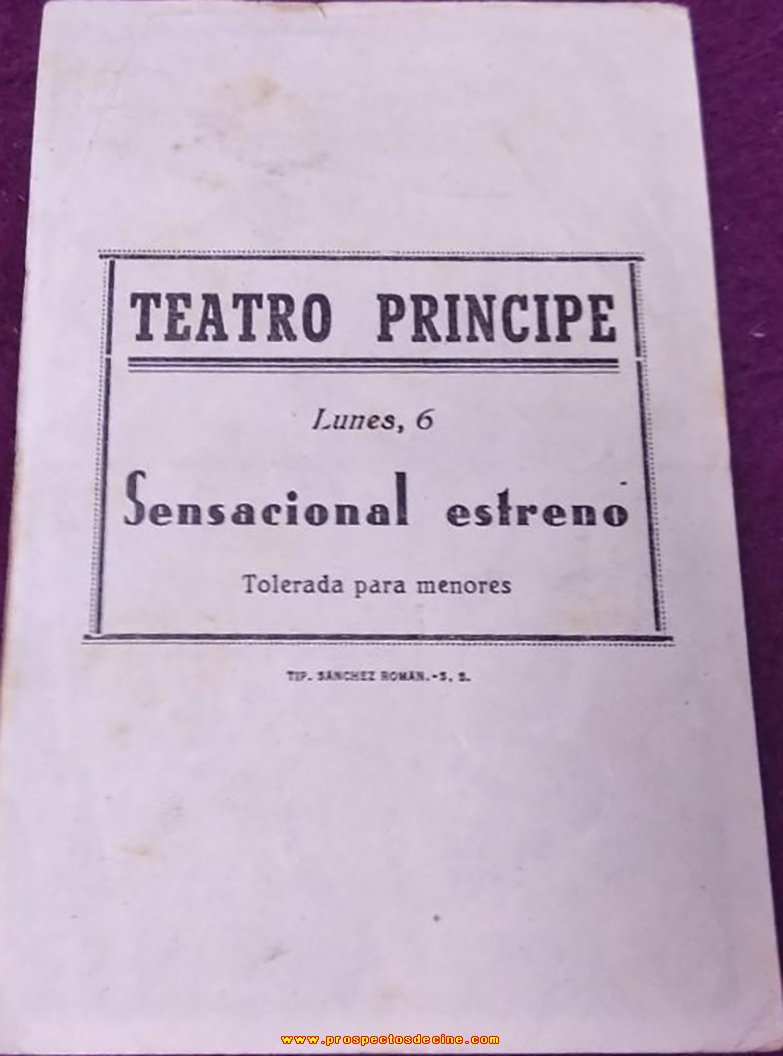 TEATRO PRINCIPE
Lunes, 6
Sensacional estreno
Tolerada para menores
TIP. SÁNCHEZ ROMÁN.-S. S.
www.prospectosdecine.com